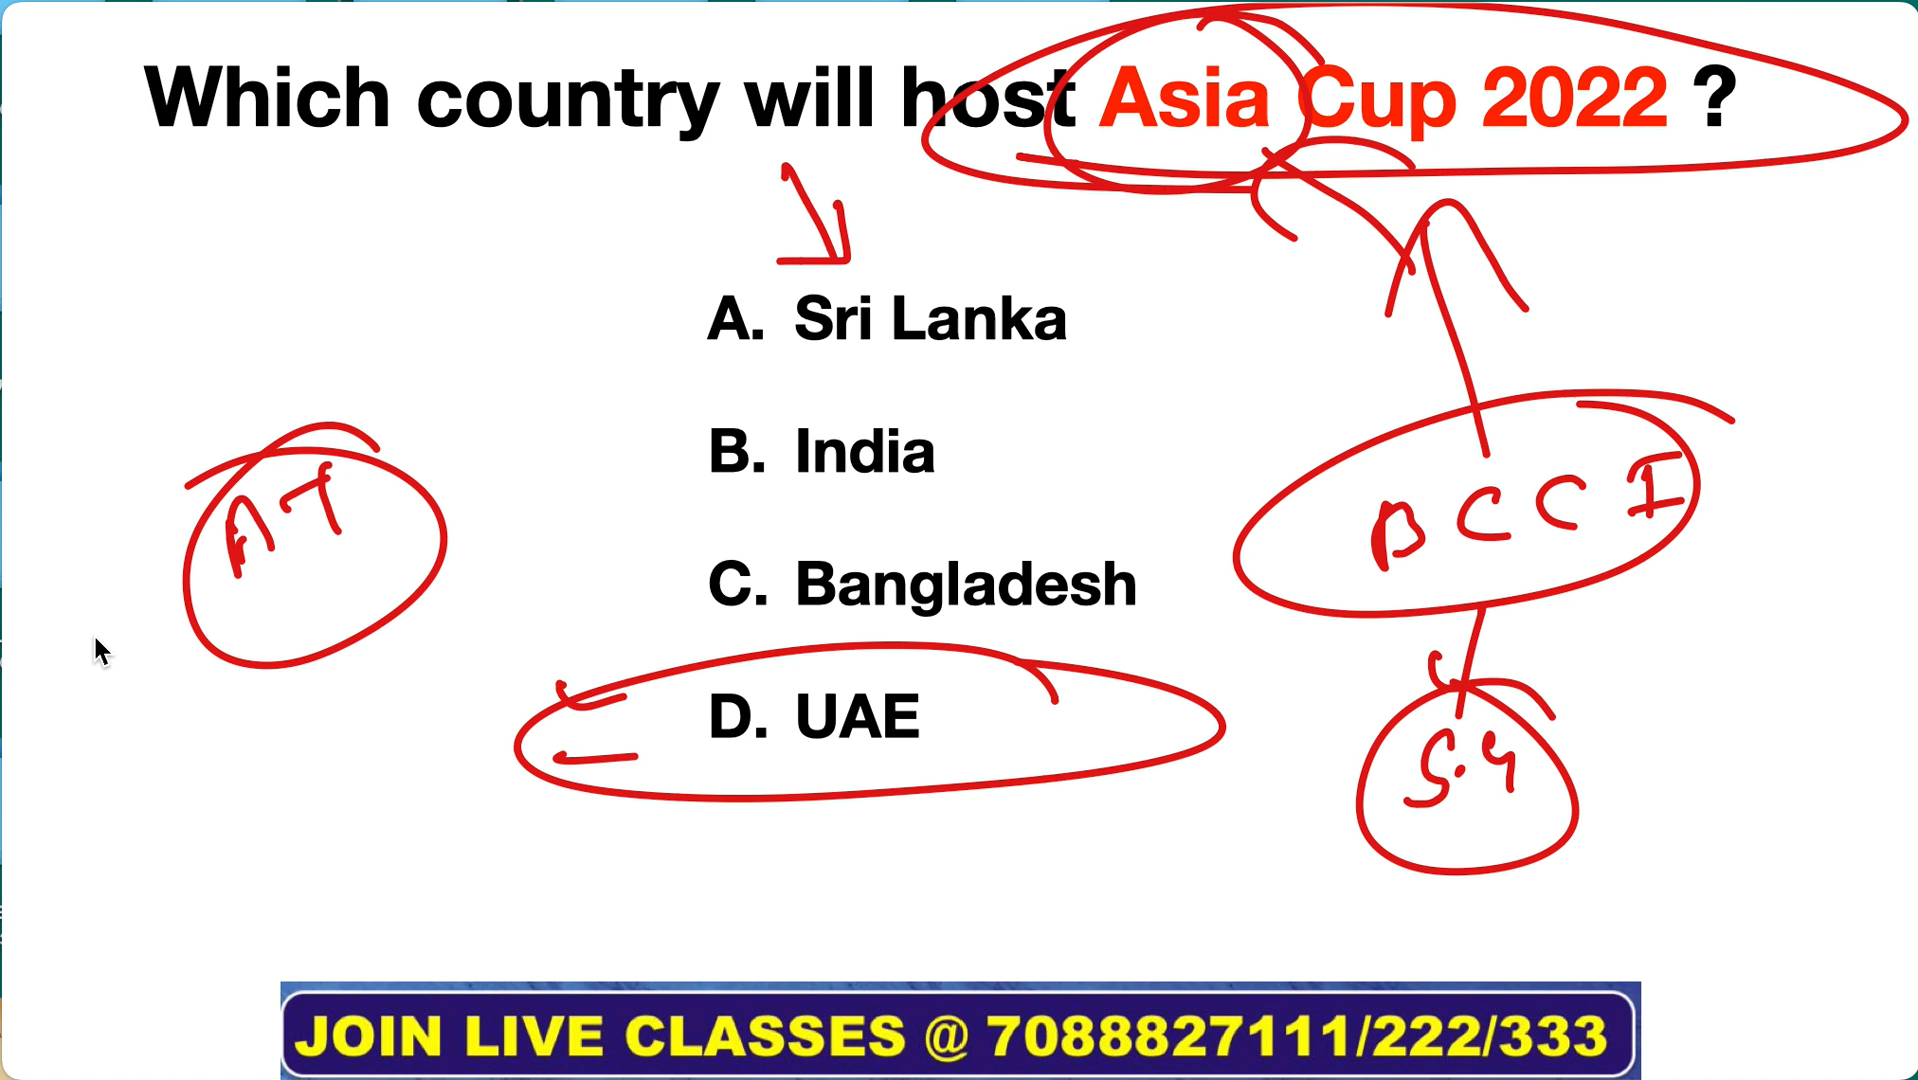 Which country will host Asia Cup 2022 ?
A. Sri Lanka
B. India
C. Bangladesh
D. UAE
BCCI
JOIN LIVE CLASSES @ 7088827111/222/333